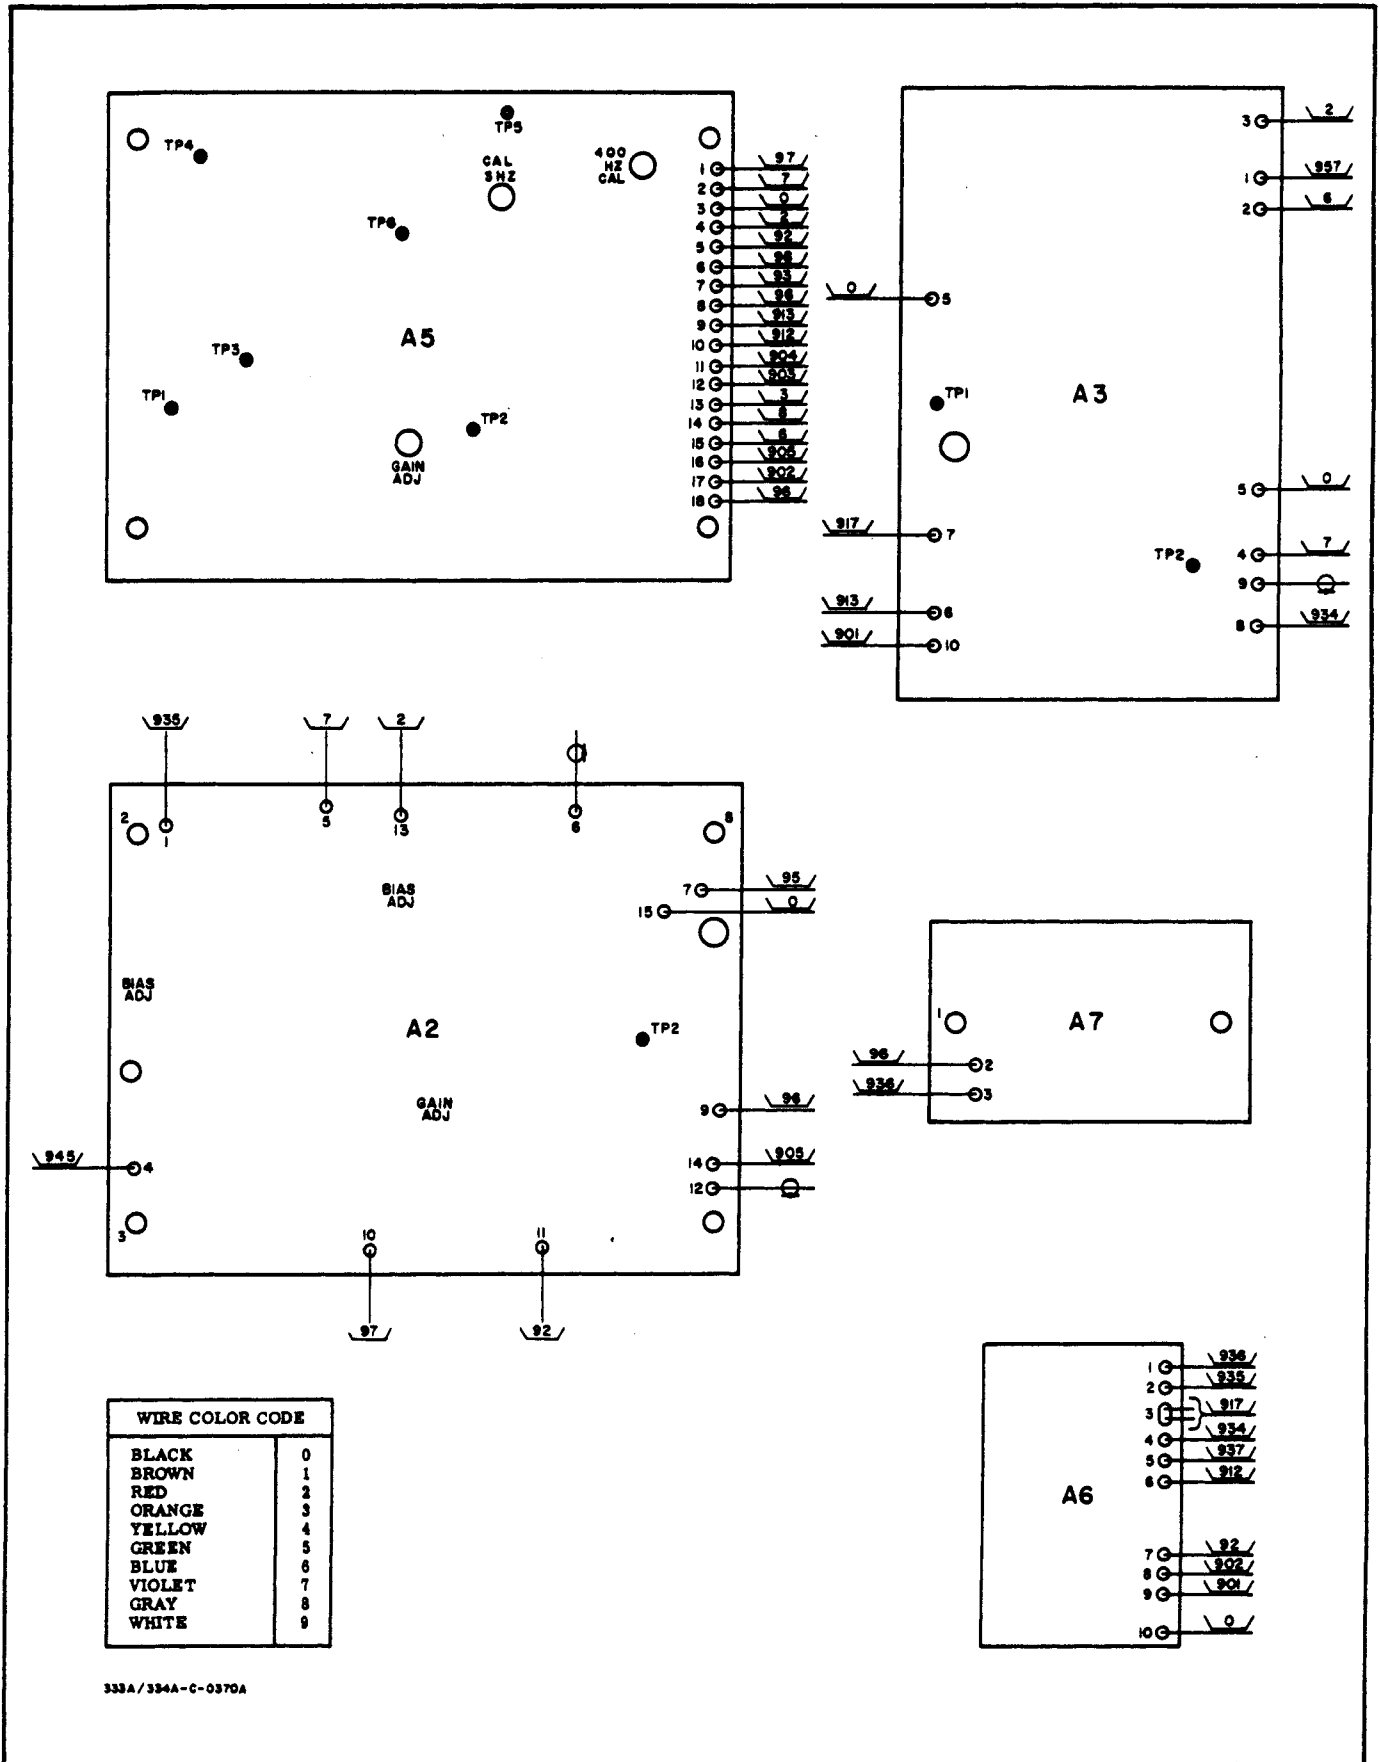 TP4
TP5
CAL
5HZ
400
HZ
CAL
TP6
A5
TP3
TP1
TP2
GAIN
ADJ
1 97
2 7
3 0
4 2
5 92
6
7 93
8 96
9 913
10 912
11 904
12 903
13 3
14 8
15 6
16 905
17 902
18 96
3 2
1 957
2 6
0 5
TP1
A3
5 0
917 7
TP2
4 7
9
913 6
8 934
901 10
935
7
2
2
1
5
13
6
8
BIAS
ADJ
7 95
15 0
BIAS
ADJ
A2
TP2
GAIN
ADJ
9 96
945 4
14 905
12
3
10
11
97
92
1
A7
96 2
936 3
1 936
2 935
3 917
4 934
5 937
6 912
A6
7 92
8 902
9 901
10 0
WIRE COLOR CODE
BLACK 0
BROWN 1
RED 2
ORANGE 3
YELLOW 4
GREEN 5
BLUE 6
VIOLET 7
GRAY 8
WHITE 9
333A/334A-C-0370A